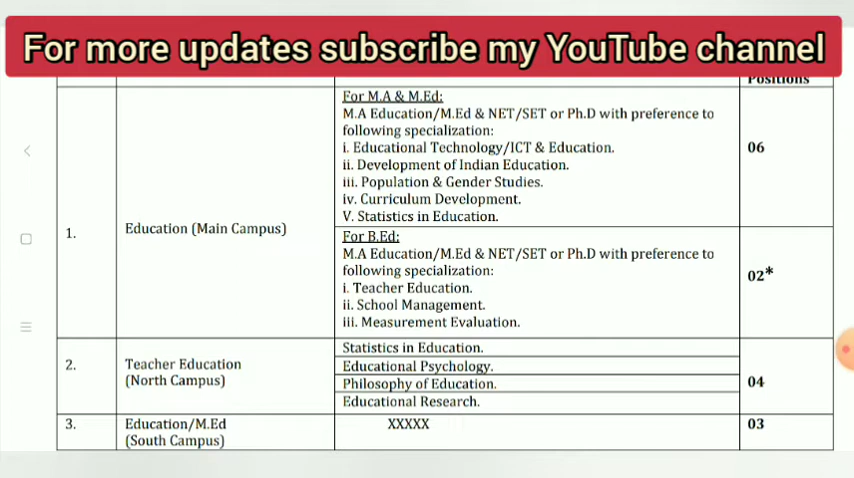 For more updates subscribe my YouTube channel
Positions
1.
Education (Main Campus)
For M.A & M.Ed:
M.A Education/M.Ed & NET/SET or Ph.D with preference to
following specialization:
i. Educational Technology/ICT & Education.
ii. Development of Indian Education.
iii. Population & Gender Studies.
iv. Curriculum Development.
V. Statistics in Education.
06
For B.Ed:
M.A Education/M.Ed & NET/SET or Ph.D with preference to
following specialization:
i. Teacher Education.
ii. School Management.
iii. Measurement Evaluation.
02*
2.
Teacher Education
(North Campus)
Statistics in Education.
Educational Psychology.
Philosophy of Education.
Educational Research.
04
3.
Education/M.Ed
(South Campus)
XXXXX
03